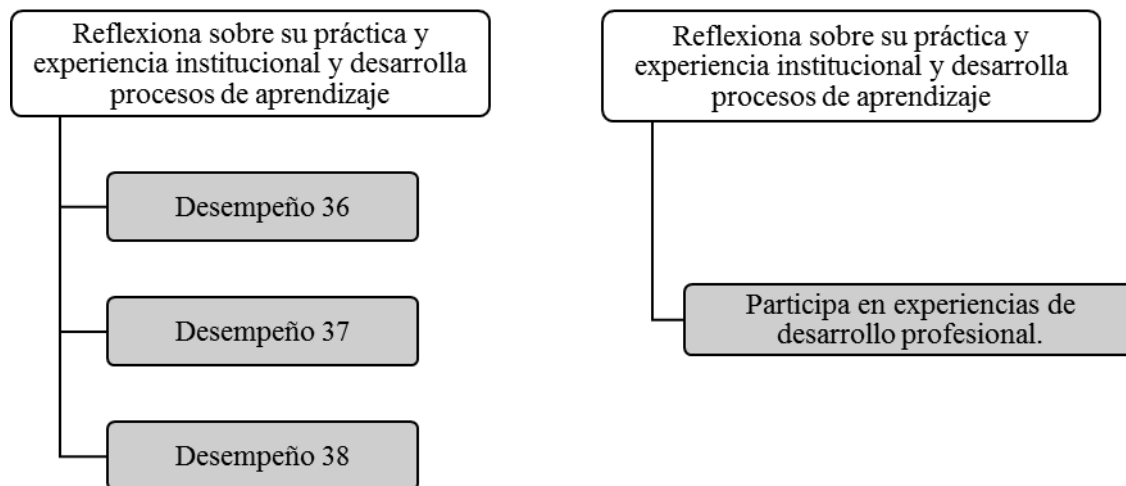 Reflexiona sobre su práctica y
experiencia institucional y desarrolla
procesos de aprendizaje
Desempeño 36
Desempeño 37
Desempeño 38
Reflexiona sobre su práctica y
experiencia institucional y desarrolla
procesos de aprendizaje
Participa en experiencias de
desarrollo profesional.